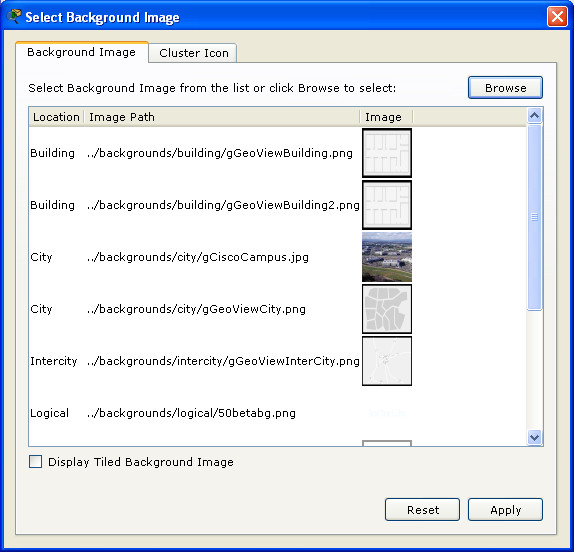 Select Background Image
Background Image Cluster Icon
Select Background Image from the list or click Browse to select: Browse
Location Image Path Image
Building ../backgrounds/building/gGeoViewBuilding.png
Building ../backgrounds/building/gGeoViewBuilding2.png
City ../backgrounds/city/gCiscoCampus.jpg
City ../backgrounds/city/gGeoViewCity.png
Intercity ../backgrounds/intercity/gGeoViewInterCity.png
Logical ../backgrounds/logical/50betabg.png
Display Tiled Background Image
Reset Apply